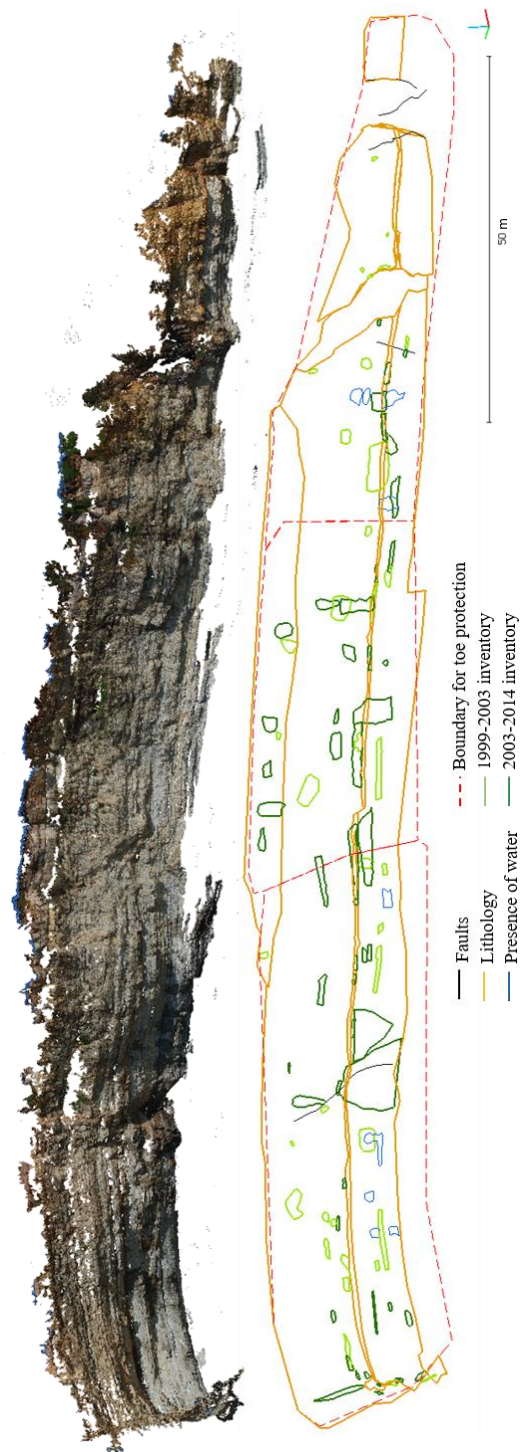 50 m
Faults
Lithology
Presence of water
Boundary for toe protection
1999-2003 inventory
2003-2014 inventory